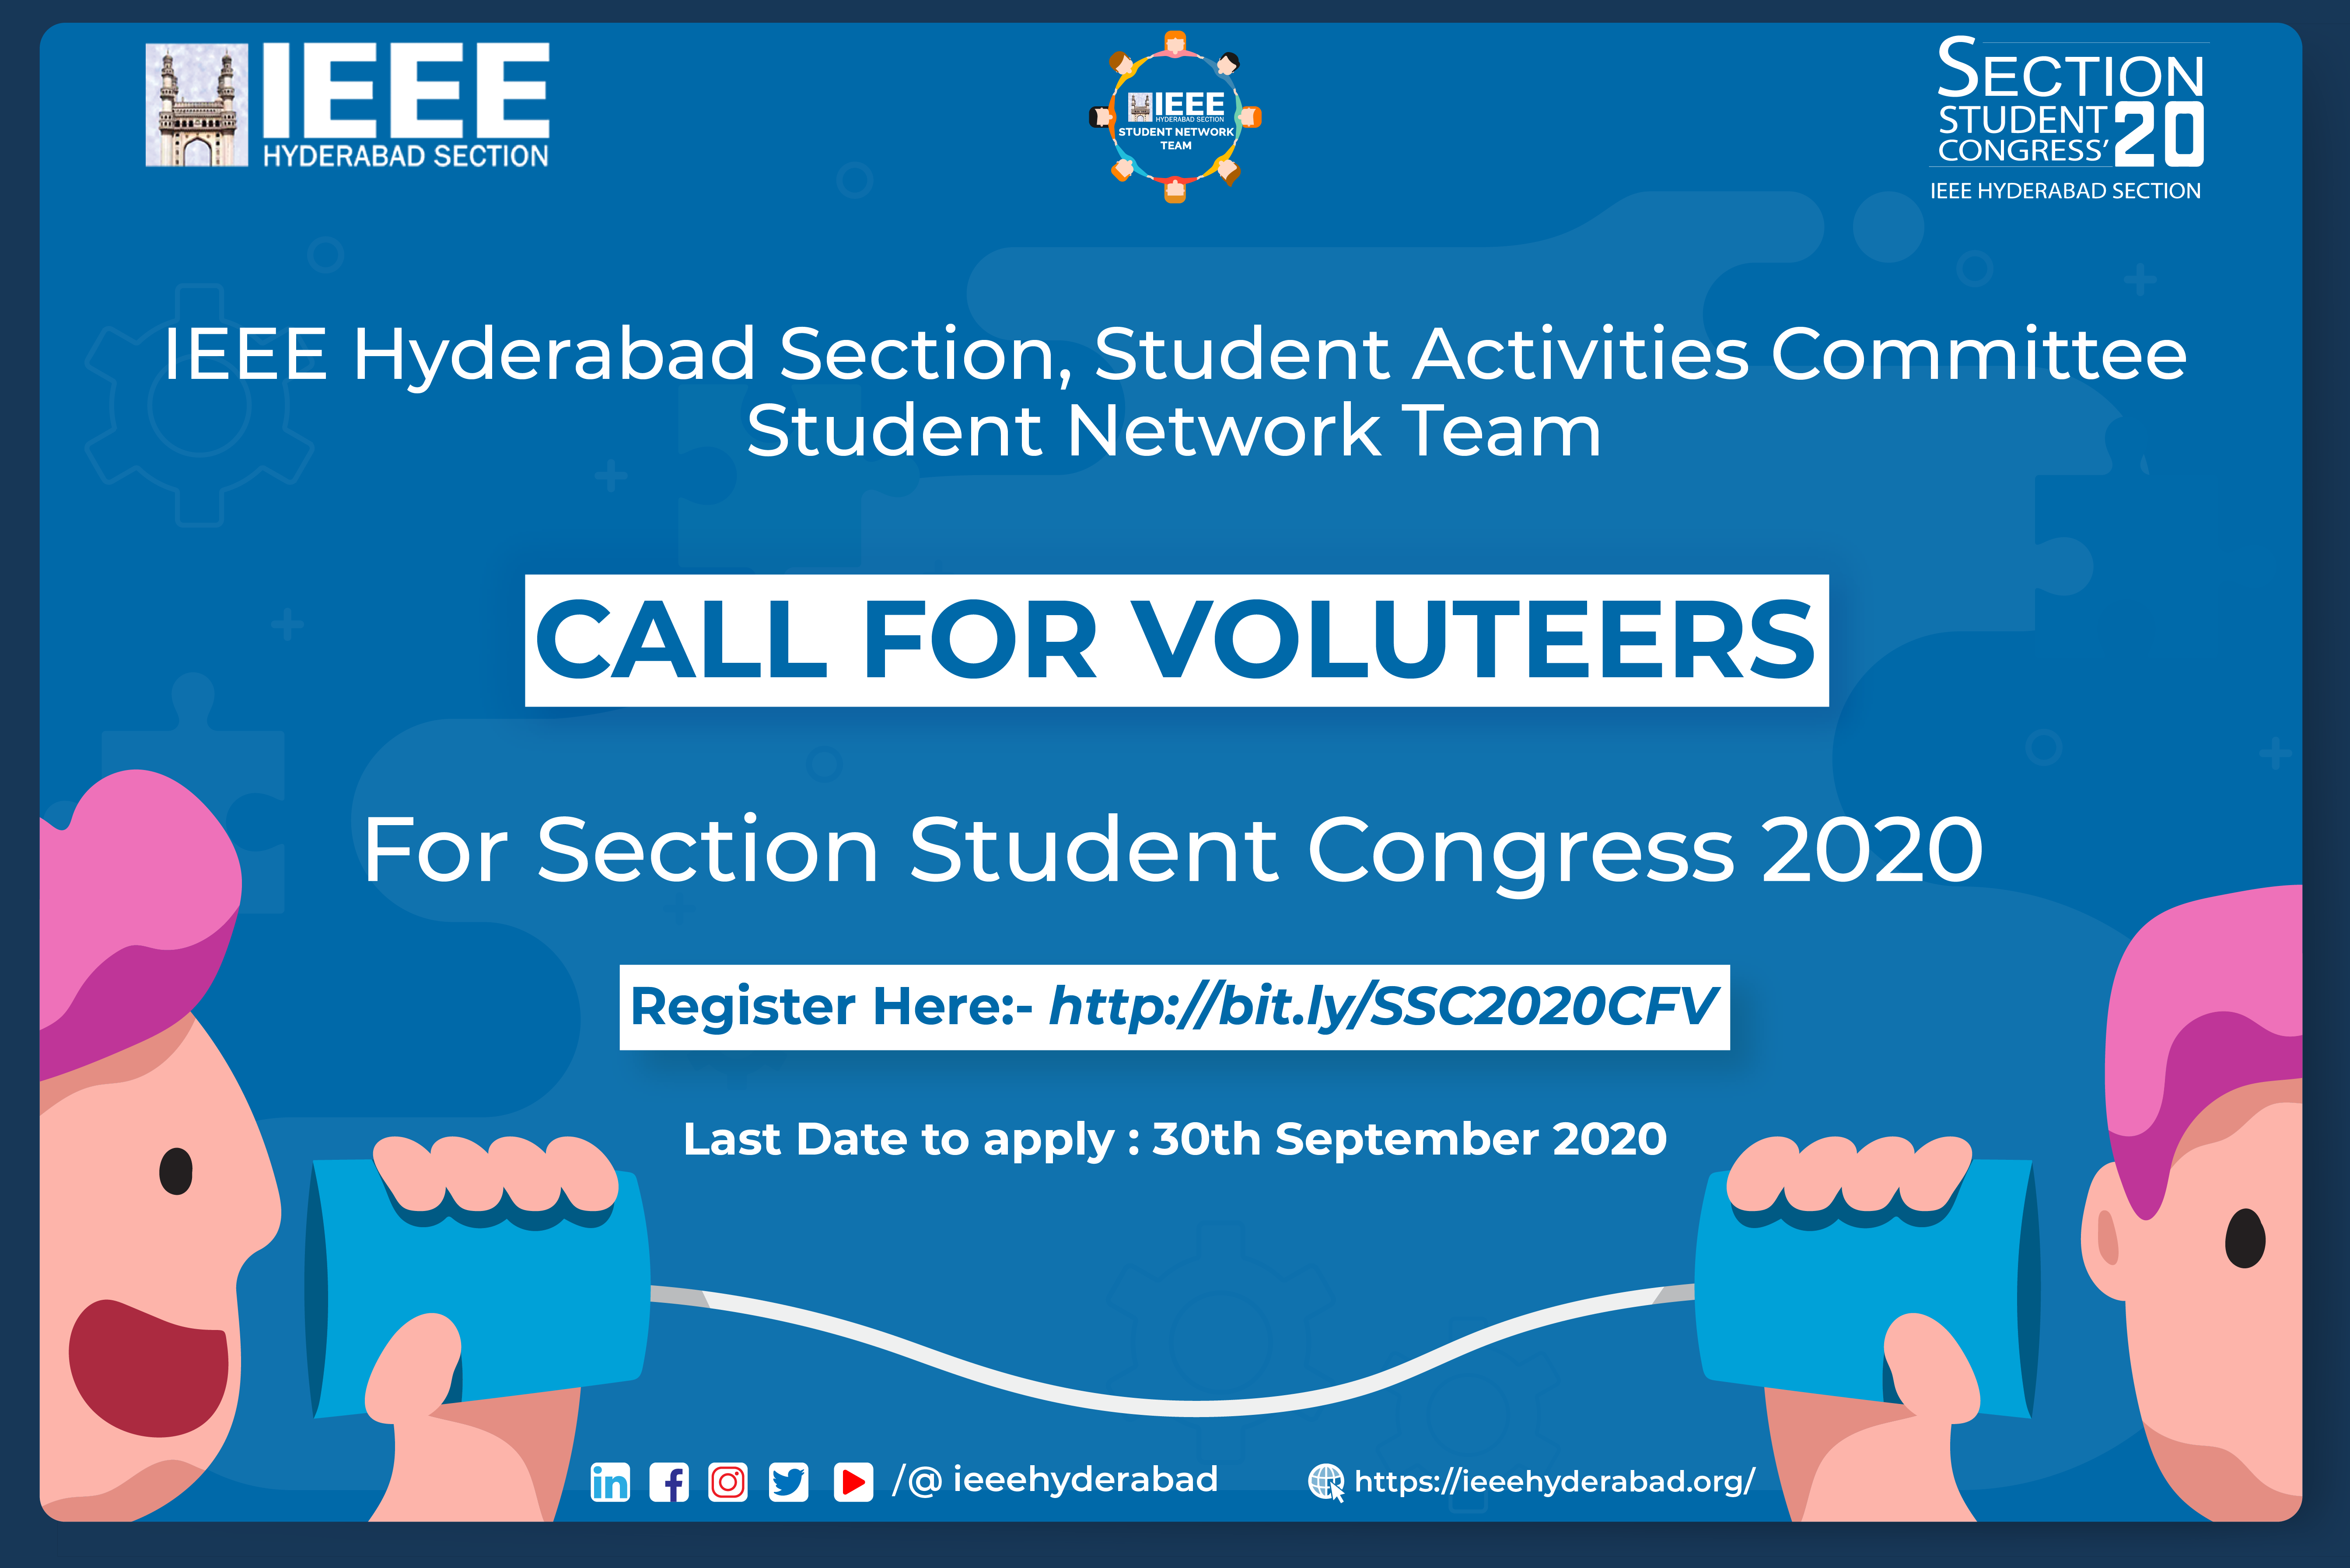 IEEE
HYDERABAD SECTION
IEEE
HYDERABAD SECTION
STUDENT NETWORK
TEAM
SECTION
STUDENT
CONGRESS' 20
IEEE HYDERABAD SECTION
IEEE Hyderabad Section, Student Activities Committee
Student Network Team
CALL FOR VOLUTEERS
For Section Student Congress 2020
Register Here:- http://bit.ly/SSC2020CFV
Last Date to apply : 30th September 2020
in f /@ ieeehyderabad https://ieeehyderabad.org/